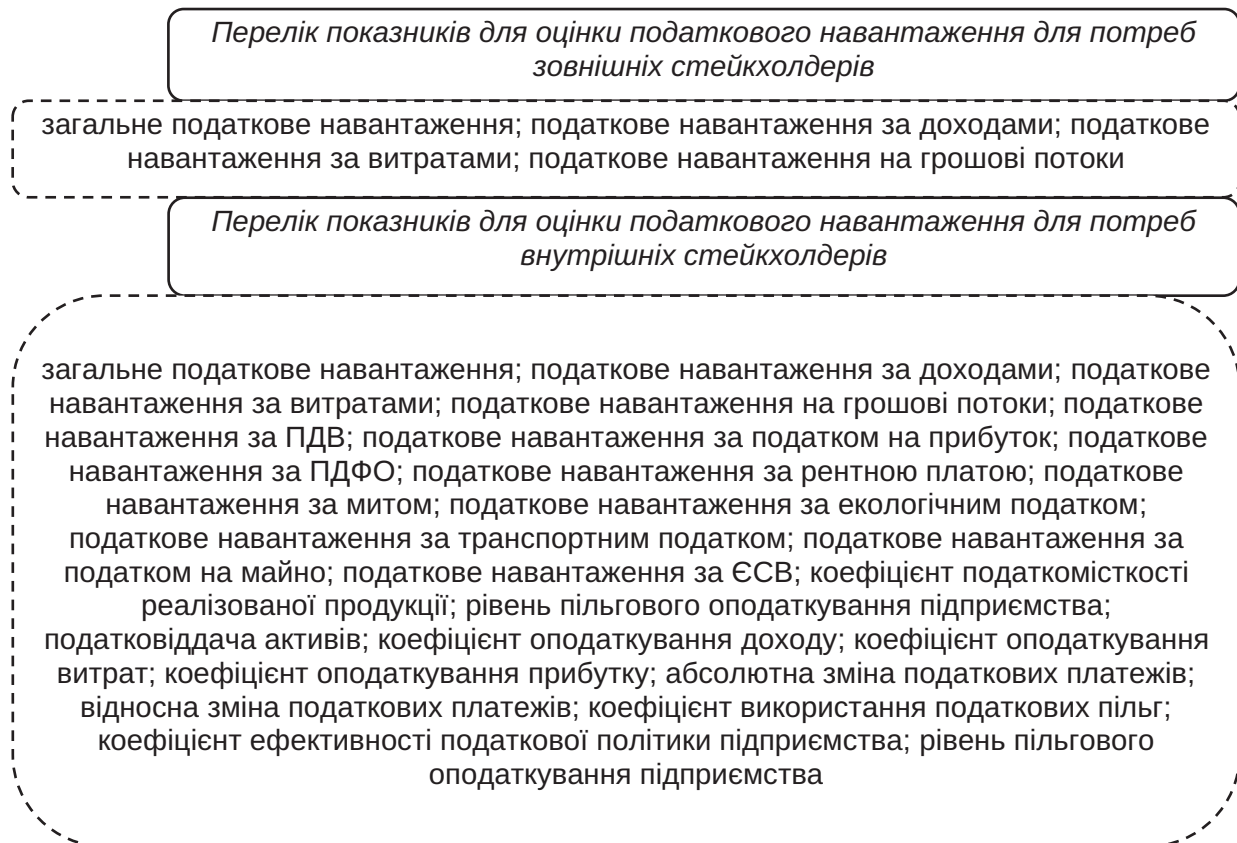 Перелік показників для оцінки податкового навантаження для потреб
зовнішніх стейкхолдерів
загальне податкове навантаження; податкове навантаження за доходами; податкове
навантаження за витратами; податкове навантаження на грошові потоки
Перелік показників для оцінки податкового навантаження для потреб
внутрішніх стейкхолдерів
загальне податкове навантаження; податкове навантаження за доходами; податкове
навантаження за витратами; податкове навантаження на грошові потоки; податкове
навантаження за ПДВ; податкове навантаження за податком на прибуток; податкове
навантаження за ПДФО; податкове навантаження за рентною платою; податкове
навантаження за митом; податкове навантаження за екологічним податком;
податкове навантаження за транспортним податком; податкове навантаження за
податком на майно; податкове навантаження за ЄСВ; коефіцієнт податкомісткості
реалізованої продукції; рівень пільгового оподаткування підприємства;
податковіддача активів; коефіцієнт оподаткування доходу; коефіцієнт оподаткування
витрат; коефіцієнт оподаткування прибутку; абсолютна зміна податкових платежів;
відносна зміна податкових платежів; коефіцієнт використання податкових пільг;
коефіцієнт ефективності податкової політики підприємства; рівень пільгового
оподаткування підприємства